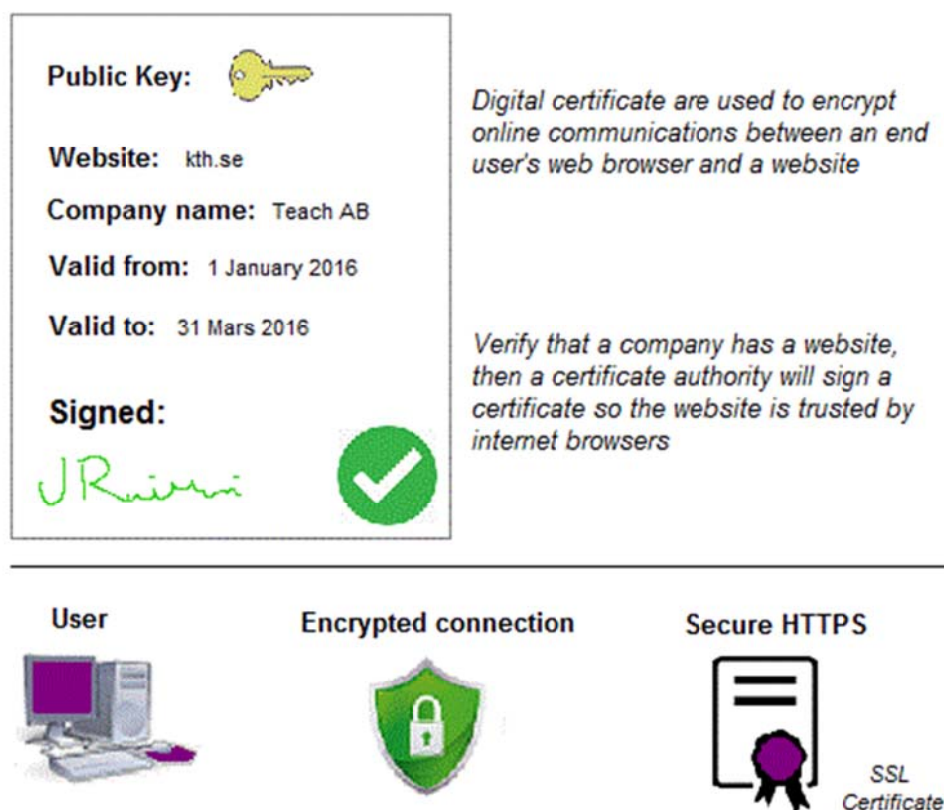 Public Key:
Website: kth.se
Company name: Teach AB
Valid from: 1 January 2016
Valid to: 31 Mars 2016
Signed:
Digital certificate are used to encrypt
online communications between an end
user's web browser and a website
Verify that a company has a website,
then a certificate authority will sign a
certificate so the website is trusted by
internet browsers
User
Encrypted connection
Secure HTTPS
SSL
Certificate